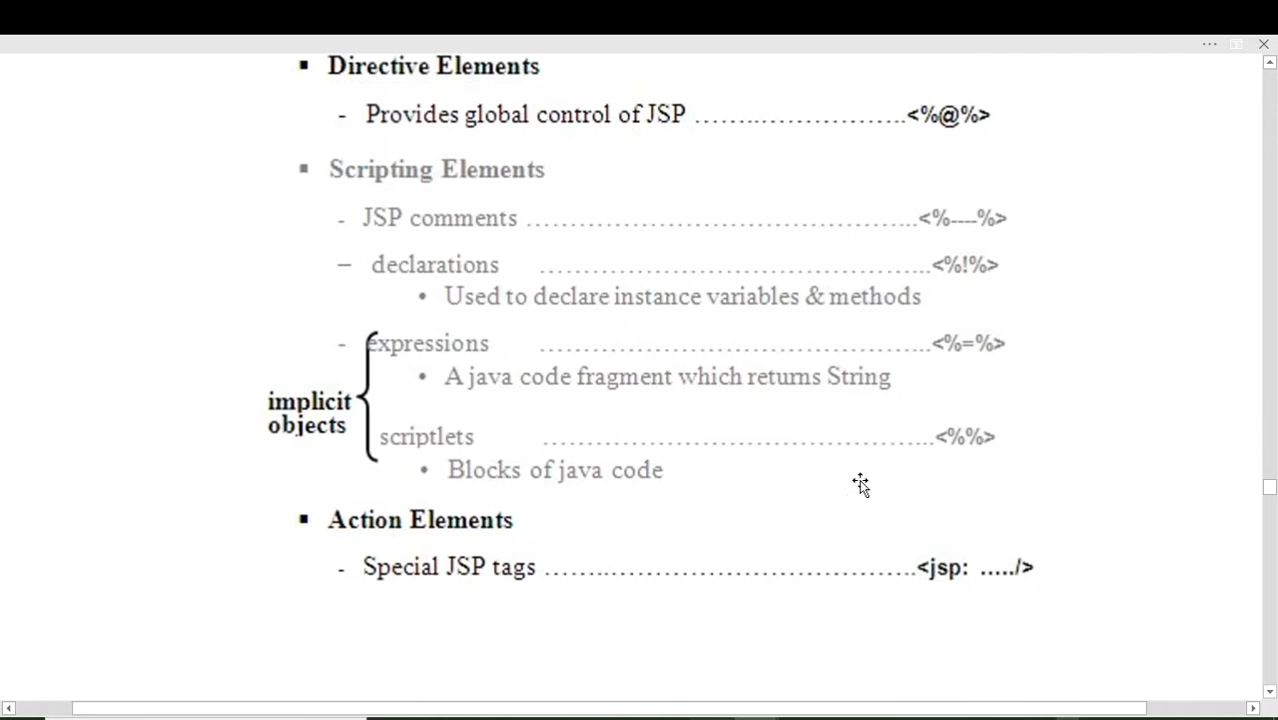 ▪ Directive Elements
- Provides global control of JSP ………………………….<%@%>
▪ Scripting Elements
- JSP comments …………………………………………..<%----%>
– declarations …………………………………………..<%!%>
• Used to declare instance variables & methods
- expressions …………………………………………..<%=%>
• A java code fragment which returns String
implicit
objects
scriptlets …………………………………………..<%%>
• Blocks of java code
▪ Action Elements
- Special JSP tags …………………………………………..<jsp: ...../>